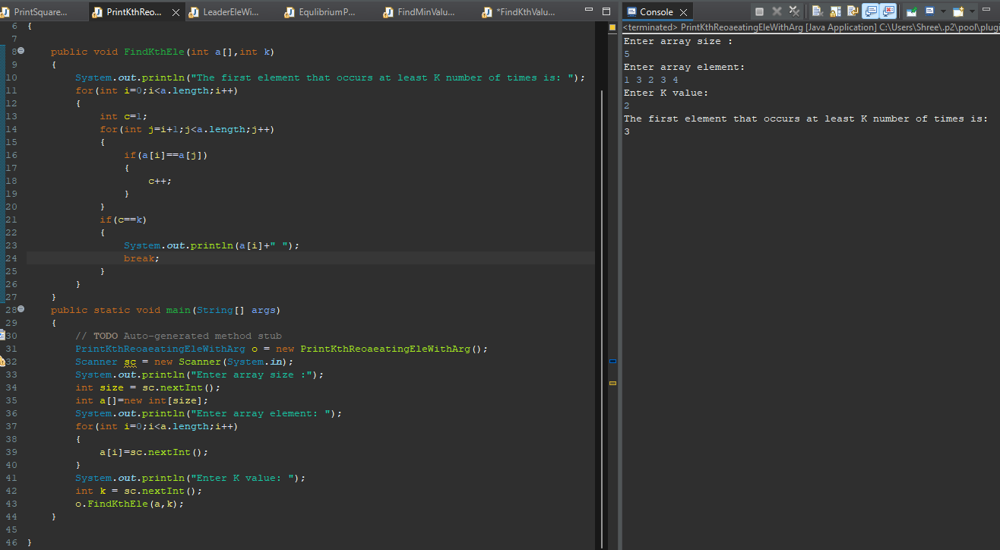 PrintSquare... PrintKthReo... LeaderEleWi... EqulibriumP... FindMinValu... *FindKthValu...
6 {
7
8 public void FindKthEle(int a[],int k)
9 {
10 System.out.println("The first element that occurs at least K number of times is: ");
11 for(int i=0;i<a.length;i++)
12 {
13 int c=1;
14 for(int j=i+1;j<a.length;j++)
15 {
16 if(a[i]==a[j])
17 {
18 c++;
19 }
20 }
21 if(c==k)
22 {
23 System.out.println(a[i]+" ");
24 break;
25 }
26 }
27 }
28 public static void main(String[] args)
29 {
30 // TODO Auto-generated method stub
31 PrintKthReoaeatingEleWithArg o = new PrintKthReoaeatingEleWithArg();
32 Scanner sc = new Scanner(System.in);
33 System.out.println("Enter array size :");
34 int size = sc.nextInt();
35 int a[]=new int[size];
36 System.out.println("Enter array element: ");
37 for(int i=0;i<a.length;i++)
38 {
39 a[i]=sc.nextInt();
40 }
41 System.out.println("Enter K value: ");
42 int k = sc.nextInt();
43 o.FindKthEle(a,k);
44 }
45
46 }
Console
<terminated> PrintKthReoaeatingEleWithArg [Java Application] C:\Users\Shree\.p2\pool\plugi
Enter array size :
5
Enter array element:
1 3 2 3 4
Enter K value:
2
The first element that occurs at least K number of times is:
3